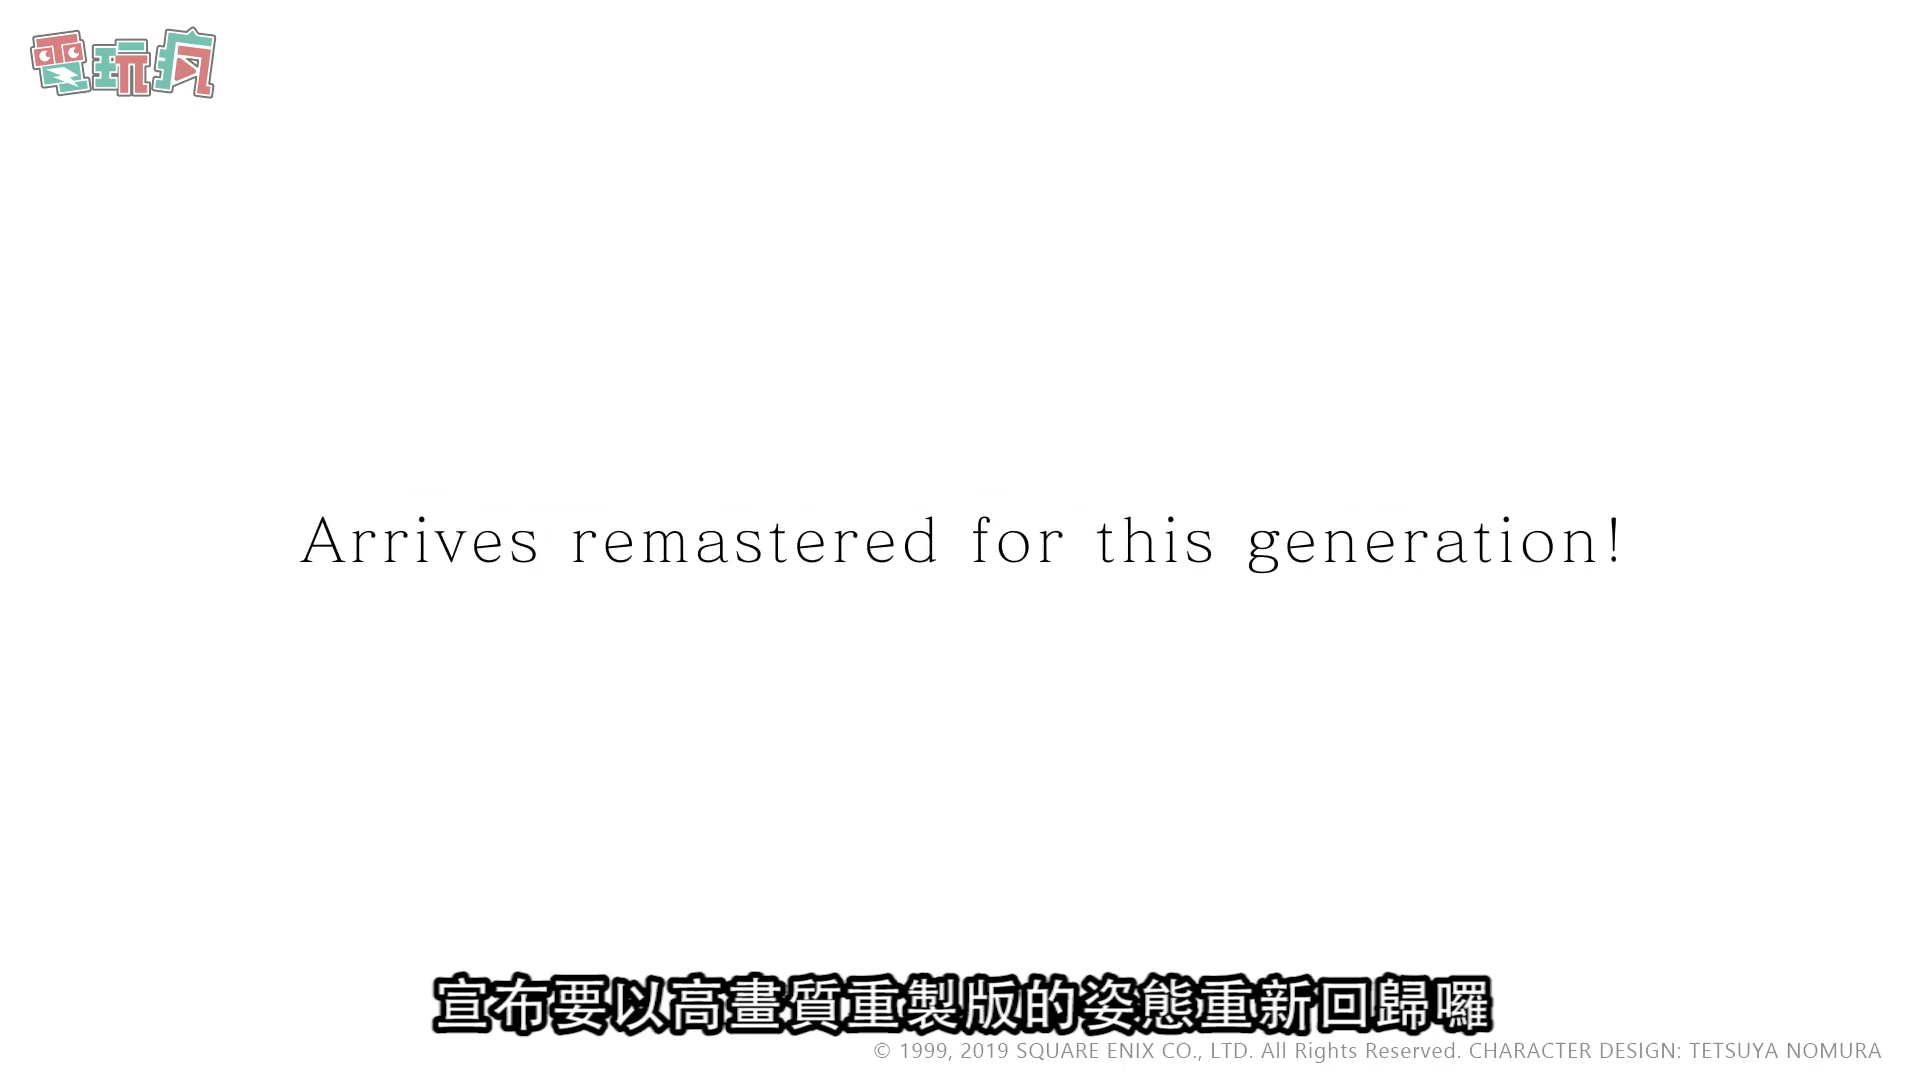 電玩瘋
Arrives remastered for this generation!
宣布要以高畫質重製版的姿態重新回歸囉
© 1999, 2019 SQUARE ENIX CO., LTD. All Rights Reserved. CHARACTER DESIGN: TETSUYA NOMURA